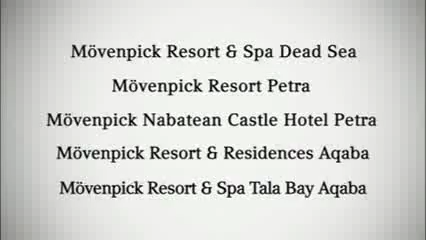 Mövenpick Resort & Spa Dead Sea
Mövenpick Resort Petra
Mövenpick Nabatean Castle Hotel Petra
Mövenpick Resort & Residences Aqaba
Mövenpick Resort & Spa Tala Bay Aqaba